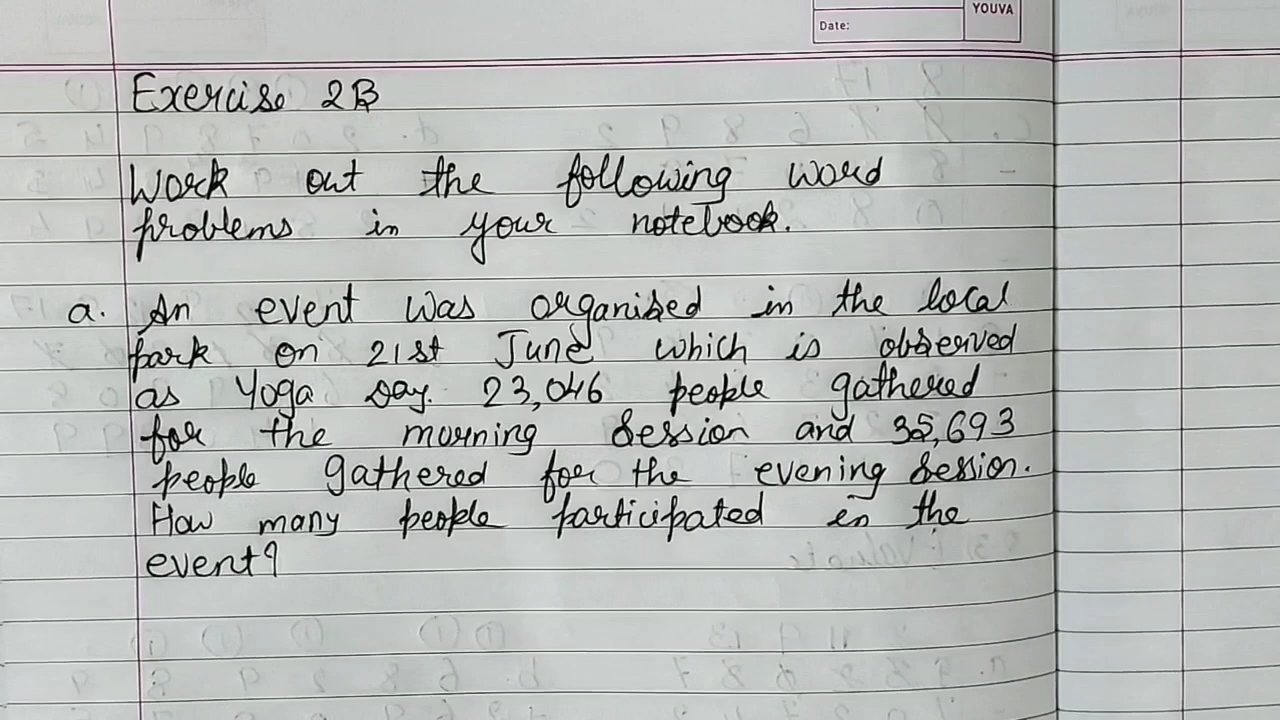 YOUVA
Date:
Exercise 2B
Work out the following word
problems in your notebook.
a. An event was organised in the local
park on 21st June which is observed
as Yoga Day. 23,046 people gathered
for the morning session and 35,693
people gathered for the evening session.
How many people participated in the
event?